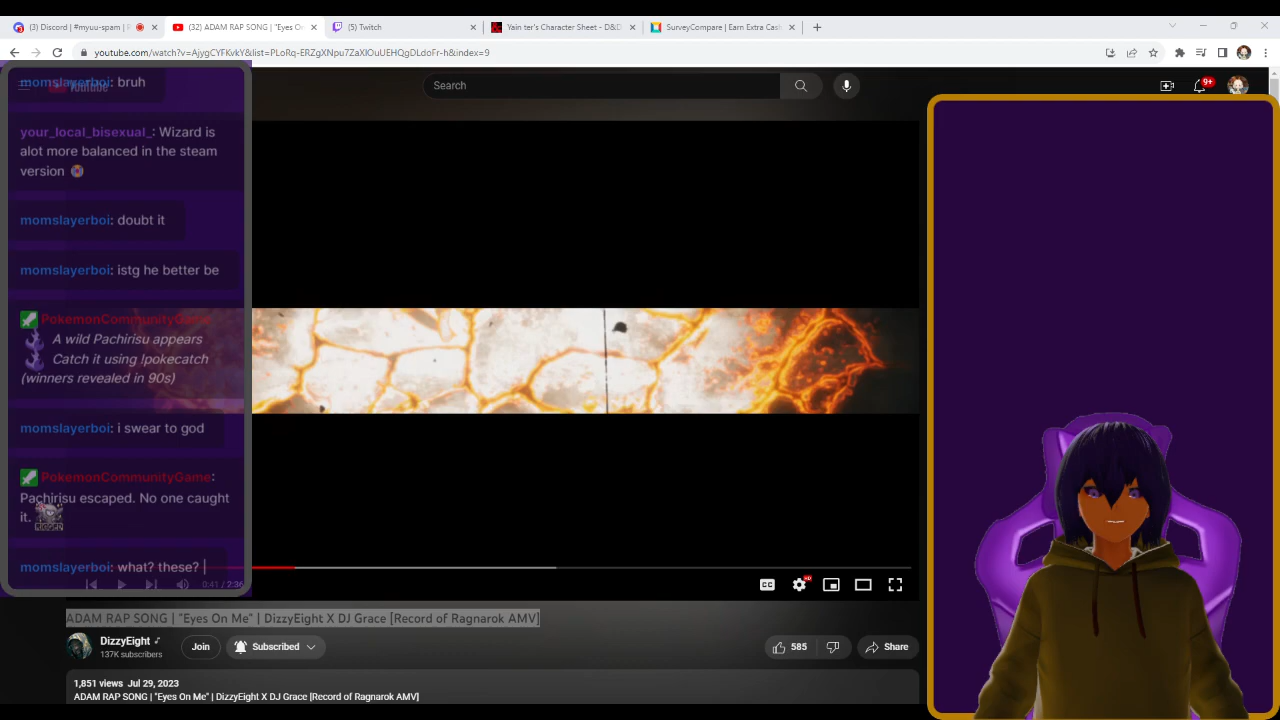 (3) Discord | #myuu-spam |
(32) ADAM RAP SONG | "Eyes On
(5) Twitch
Yain ter's Character Sheet - D&D
SurveyCompare | Earn Extra Cash
youtube.com/watch?v=AjygCYFKvkY&list=PLoRq-ERZgXNpu7ZaXlOuUEHQgDLdoFr-h&index=9
Search
9+
YouTube
momslayerboi: bruh
your_local_bisexual_: Wizard is
alot more balanced in the steam
version
momslayerboi: doubt it
momslayerboi: istg he better be
PokemonCommunityGame:
A wild Pachirisu appears
Catch it using !pokecatch
(winners revealed in 90s)
momslayerboi: i swear to god
PokemonCommunityGame:
Pachirisu escaped. No one caught
it.
momslayerboi: what? these?
0:41 / 2:36
CC
HD
ADAM RAP SONG | "Eyes On Me" | DizzyEight X DJ Grace [Record of Ragnarok AMV]
DizzyEight
137K subscribers
Join
Subscribed
585
Share
1,851 views Jul 29, 2023
ADAM RAP SONG | "Eyes On Me" | DizzyEight X DJ Grace [Record of Ragnarok AMV]